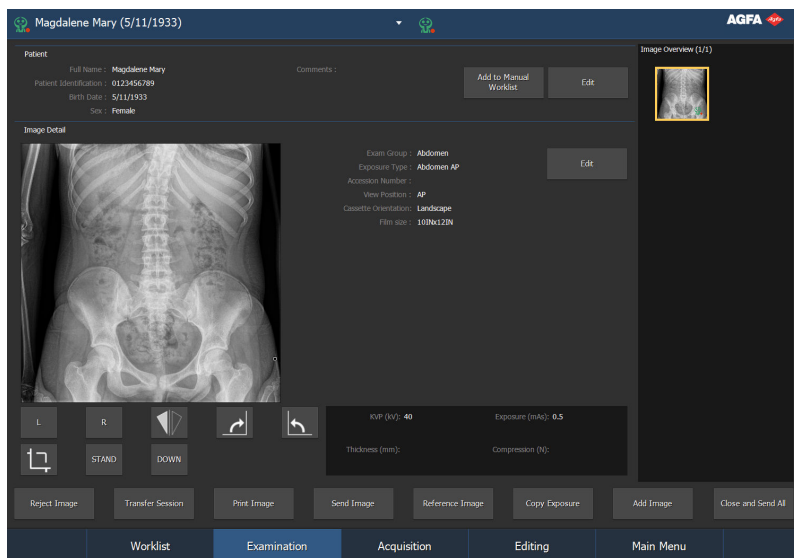 Magdalene Mary (5/11/1933)
AGFA
Patient
Full Name : Magdalene Mary
Comments :
Patient Identification : 0123456789
Birth Date : 5/11/1933
Sex : Female
Add to Manual
Worklist
Edit
Image Overview (1/1)
Image Detail
Exam Group : Abdomen
Exposure Type : Abdomen AP
Accession Number :
View Position : AP
Cassette Orientation: Landscape
Film size : 10INx12IN
Edit
L
R
STAND
DOWN
KVP (kV): 40
Exposure (mAs): 0.5
Thickness (mm):
Compression (N):
Reject Image
Transfer Session
Print Image
Send Image
Reference Image
Copy Exposure
Add Image
Close and Send All
Worklist
Examination
Acquisition
Editing
Main Menu